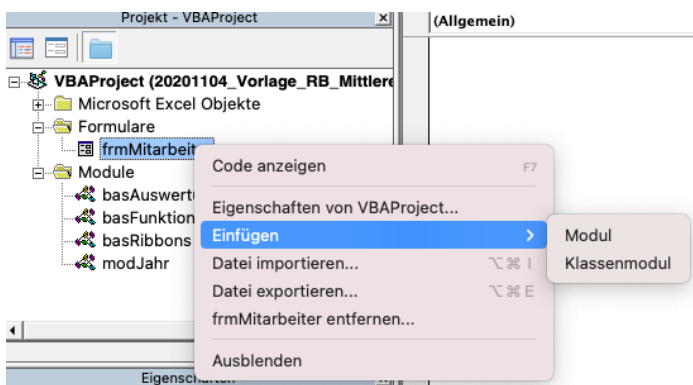 Projekt - VBAProject
(Allgemein)
VBAProject (20201104_Vorlage_RB_Mittlere
Microsoft Excel Objekte
Formulare
frmMitarbeit
Module
basAuswert
basFunktion
basRibbons
modJahr
Code anzeigen F7
Eigenschaften von VBAProject...
Einfügen
Modul
Klassenmodul
Datei importieren... ⌥⌘I
Datei exportieren... ⌥⌘E
frmMitarbeiter entfernen...
Ausblenden